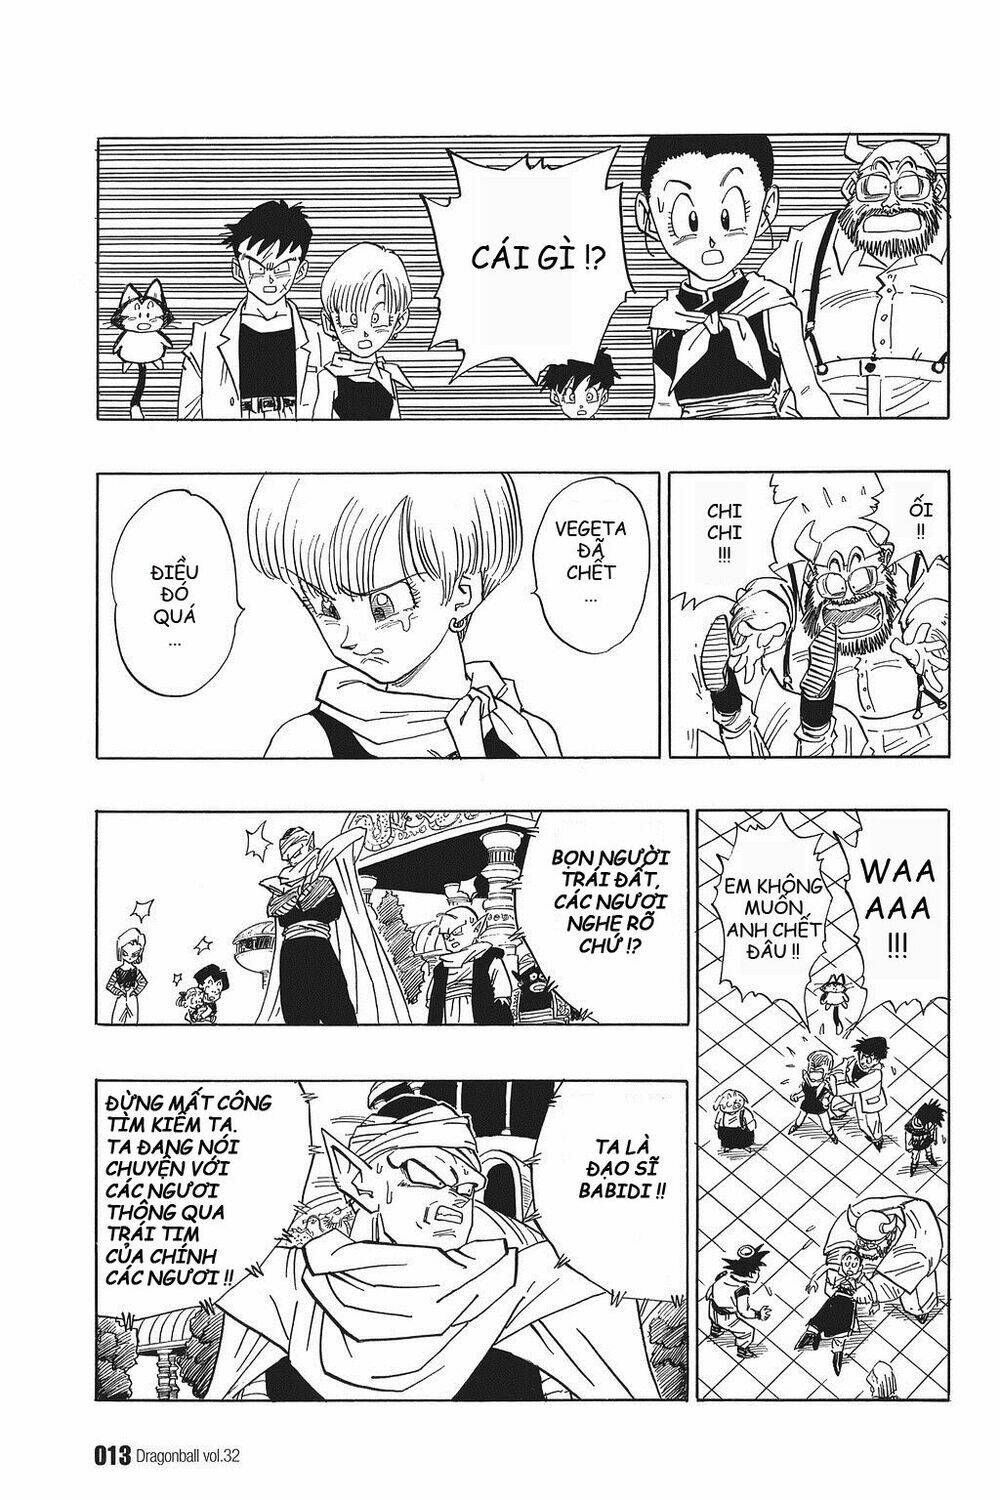 CÁI GÌ !?
ỐI
!!
CHI
CHI
!!!
VEGETA
ĐÃ
CHẾT
...
ĐIỀU
ĐÓ
QUÁ
...
WAA
AAA
!!!
EM KHÔNG
MUỐN
ANH CHẾT
ĐÂU !!
BỌN NGƯỜI
TRÁI ĐẤT,
CÁC NGƯƠI
NGHE RÕ
CHỨ !?
TA LÀ
ĐẠO SĨ
BABIDI !!
ĐỪNG MẤT CÔNG
TÌM KIẾM TA.
TA ĐANG NÓI
CHUYỆN VỚI
CÁC NGƯƠI
THÔNG QUA
TRÁI TIM
CỦA CHÍNH
CÁC NGƯƠI !!
013 Dragonball vol.32